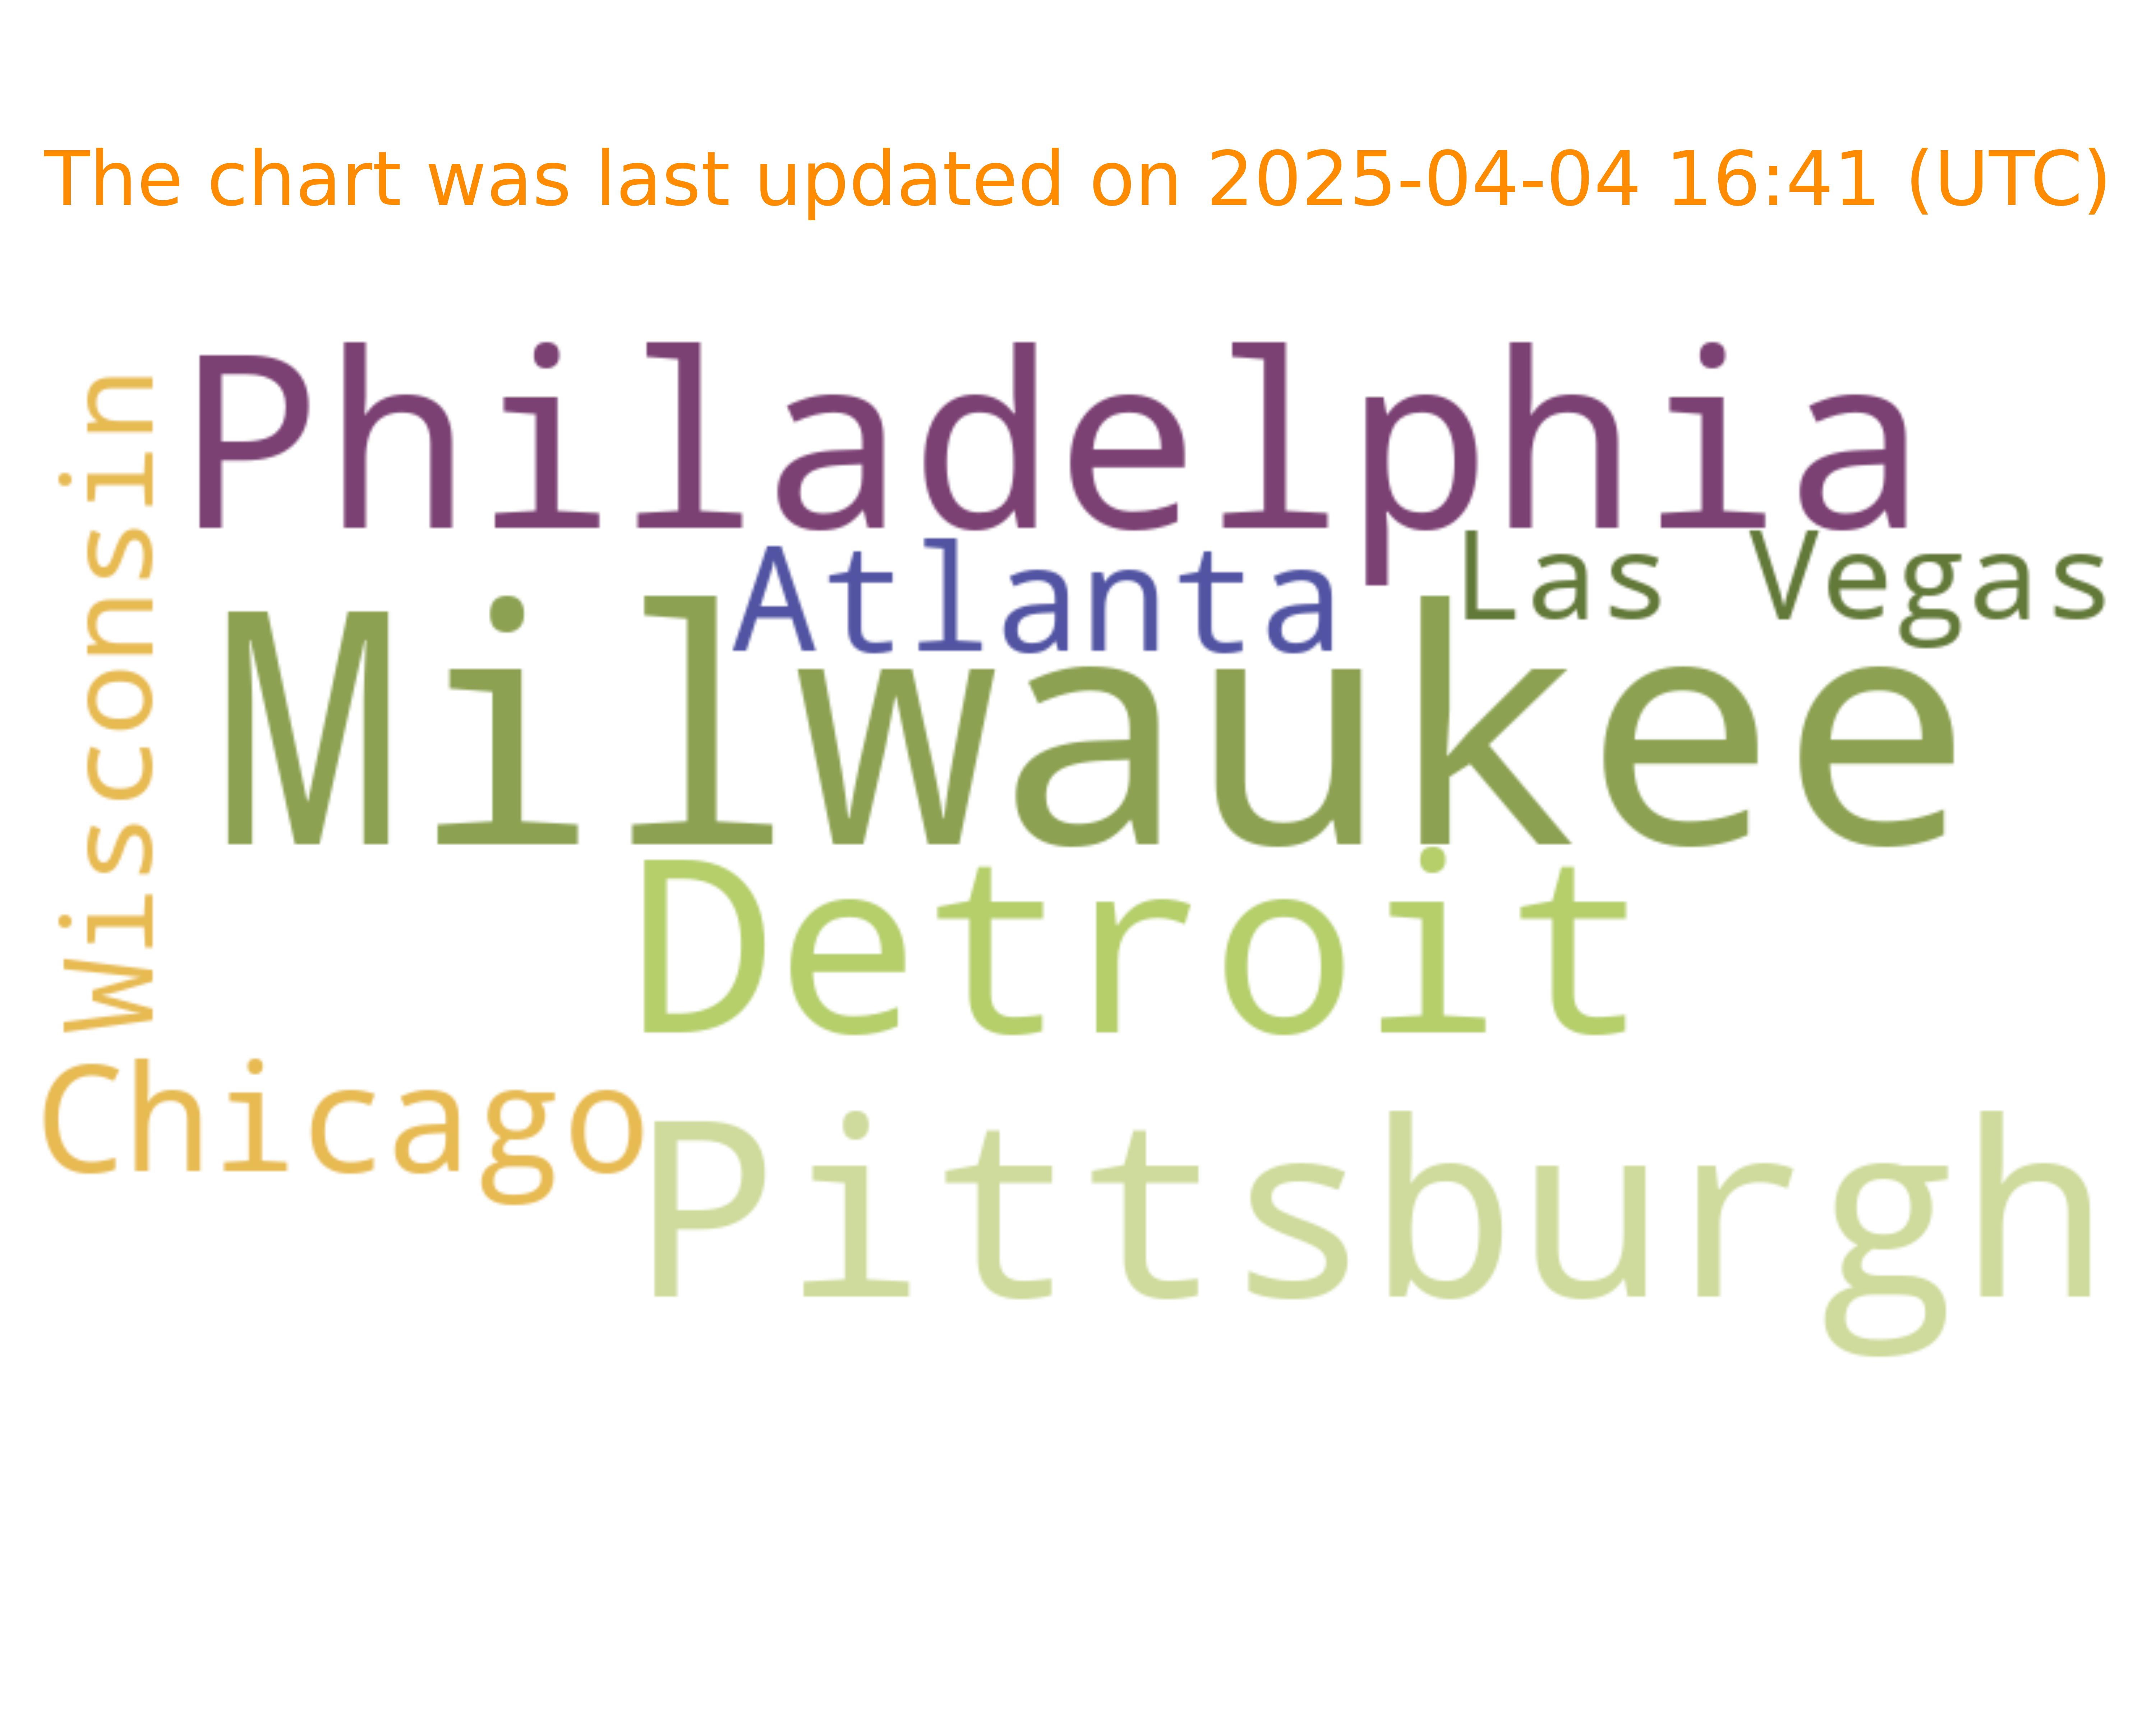 The chart was last updated on 2025-04-04 16:41 (UTC)
Philadelphia
Wisconsin
Atlanta
Las Vegas
Milwaukee
Detroit
Chicago
Pittsburgh